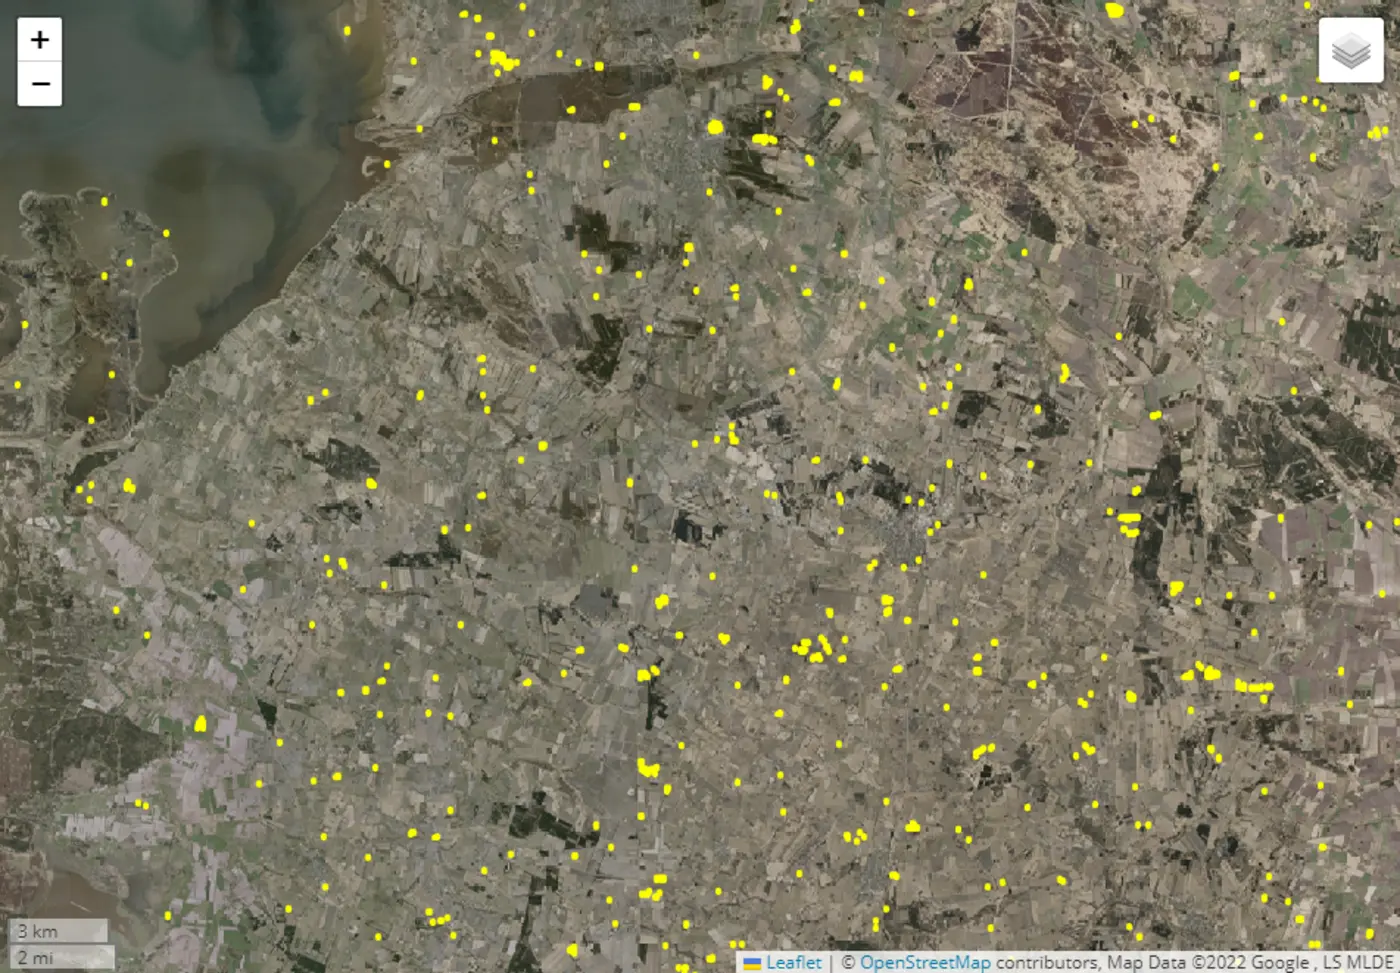 +
−
3 km
2 mi
Leaflet | © OpenStreetMap contributors, Map Data ©2022 Google , LS MLDE